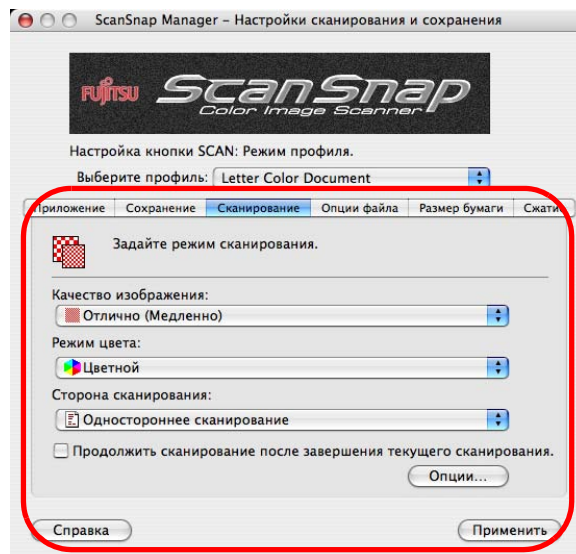 ScanSnap Manager – Настройки сканирования и сохранения
FUJITSU ScanSnap
Color Image Scanner
Настройка кнопки SCAN: Режим профиля.
Выберите профиль: Letter Color Document
Приложение Сохранение Сканирование Опции файла Размер бумаги Сжати
Задайте режим сканирования.
Качество изображения:
Отлично (Медленно)
Режим цвета:
Цветной
Сторона сканирования:
Одностороннее сканирование
Продолжить сканирование после завершения текущего сканирования.
Опции...
Справка Применить